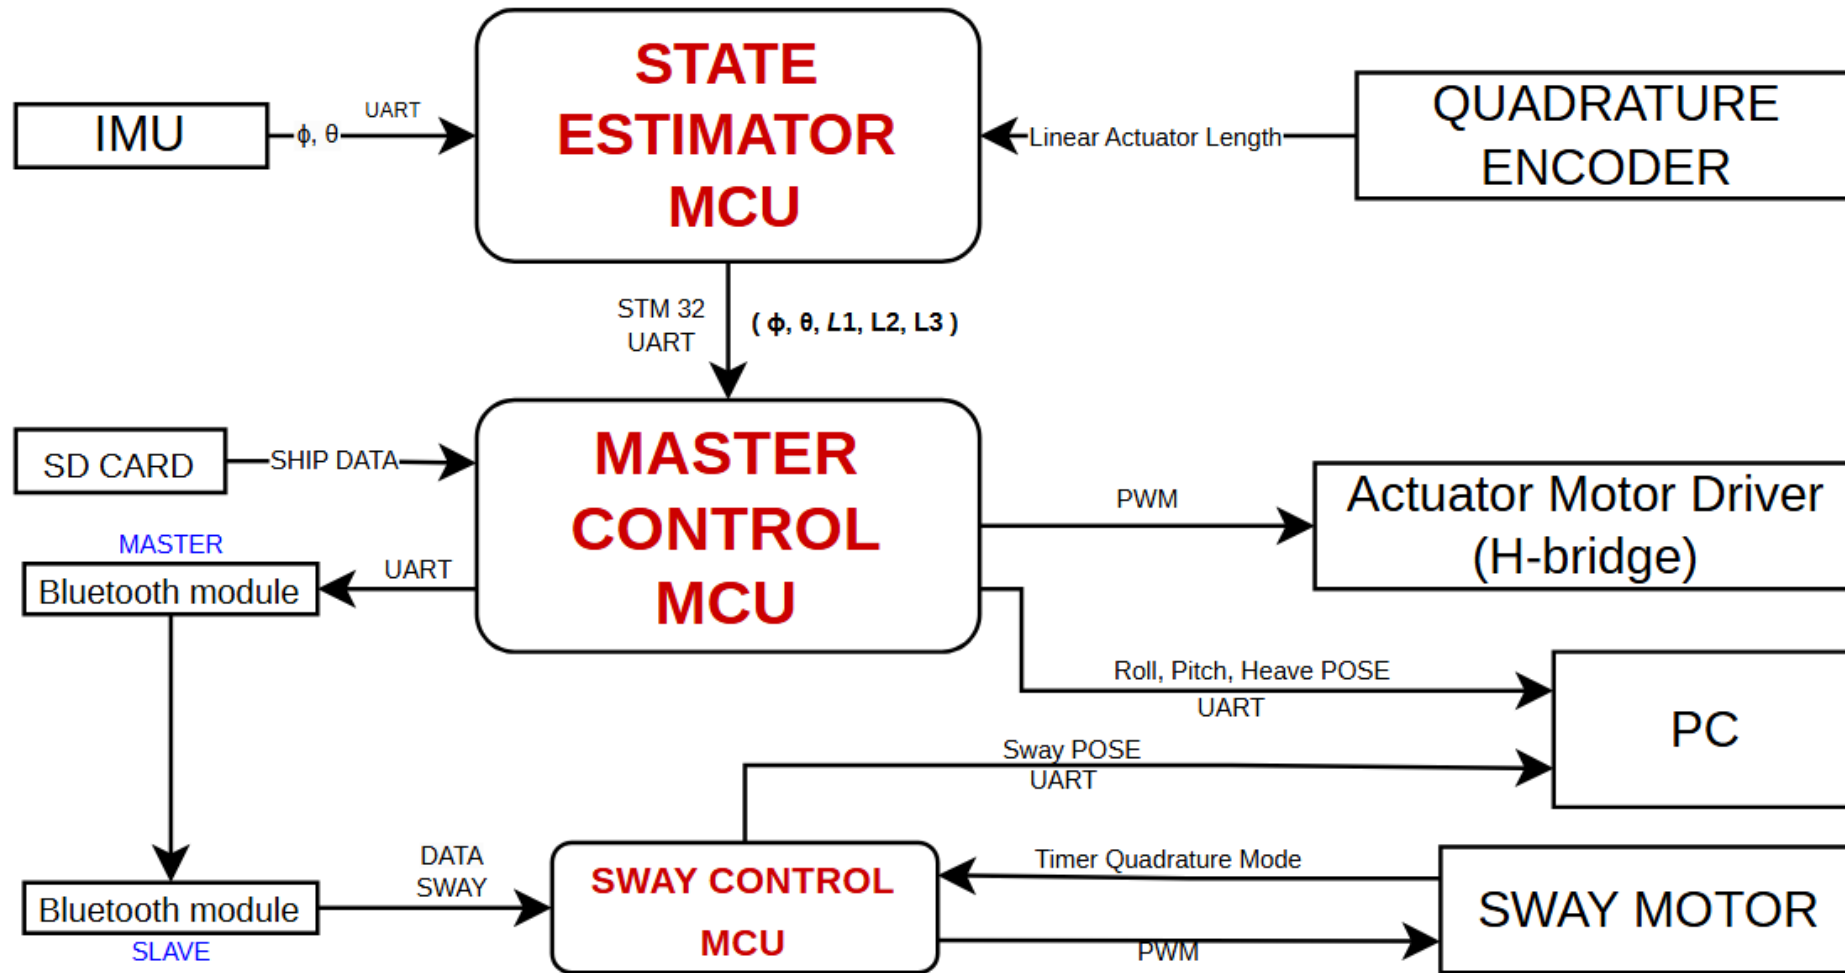 STATE
ESTIMATOR
MCU
IMU
ϕ, θ
UART
Linear Actuator Length
QUADRATURE
ENCODER
STM 32
UART
( ϕ, θ, L1, L2, L3 )
SD CARD
SHIP DATA
MASTER
CONTROL
MCU
PWM
Actuator Motor Driver
(H-bridge)
MASTER
Bluetooth module
UART
Roll, Pitch, Heave POSE
UART
PC
Sway POSE
UART
Bluetooth module
SLAVE
DATA
SWAY
SWAY CONTROL
MCU
Timer Quadrature Mode
PWM
SWAY MOTOR